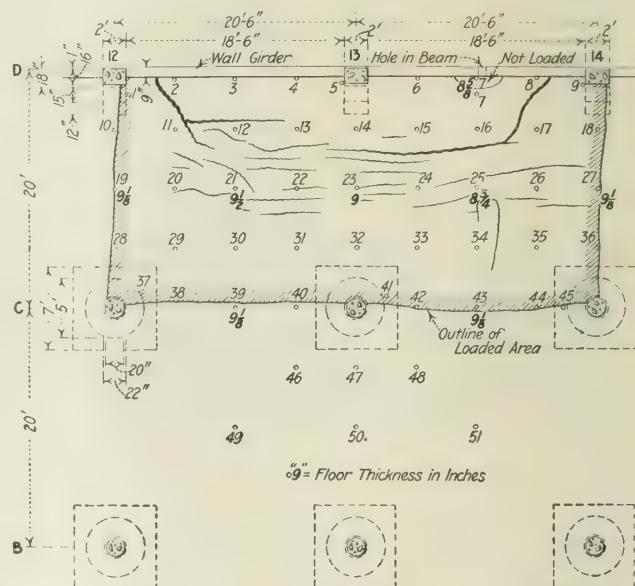 20'-6" 20'-6"
2' 18'-6" 2' 18'-6" 2'
12 Wall Girder 13 Hole in Beam Not Loaded 14
D
18" 1" 6"
15" 9" 1" 2 3 4 5 6 8 5/8 7 8 9
7
12"
10 11 12 13 14 15 16 17 18
20'
19 20 21 22 23 24 25 26 27
9 1/8 9 1/2 9 8 3/4 9 1/8
28 29 30 31 32 33 34 35 36
37 38 39 40 41 42 43 44 45
C
9 1/8 9 1/8
7' 5'
Outline of
Loaded Area
20"
22"
46 47 48
20'
49 50 51
"9" = Floor Thickness in Inches
B